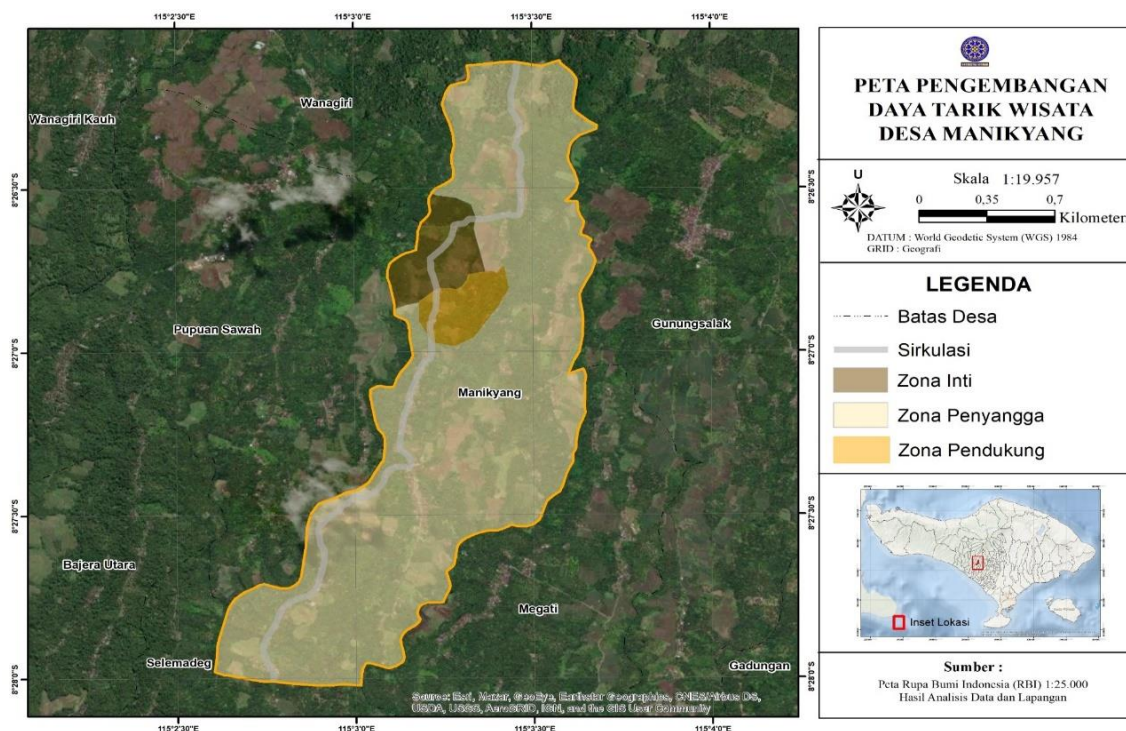 115°2'30"E
115°3'0"E
115°3'30"E
115°4'0"E
Wanagiri
Wanagiri Kauh
8°26'30"S
8°26'30"S
Pupuan Sawah
Gunungsalak
8°27'0"S
8°27'0"S
Manikyang
8°27'30"S
8°27'30"S
Bajera Utara
Megati
Selemadeg
Gadungan
8°28'0"S
8°28'0"S
Source: Esri, Maxar, GeoEye, Earthstar Geographics, CNES/Airbus DS,
USDA, USGS, AeroGRID, IGN, and the GIS User Community
115°2'30"E
115°3'0"E
115°3'30"E
115°4'0"E
PETA PENGEMBANGAN
DAYA TARIK WISATA
DESA MANIKYANG
U
Skala 1:19.957
0 0,35 0,7
Kilometer
DATUM : World Geodetic System (WGS) 1984
GRID : Geografi
LEGENDA
Batas Desa
Sirkulasi
Zona Inti
Zona Penyangga
Zona Pendukung
Inset Lokasi
Sumber :
Peta Rupa Bumi Indonesia (RBI) 1:25.000
Hasil Analisis Data dan Lapangan